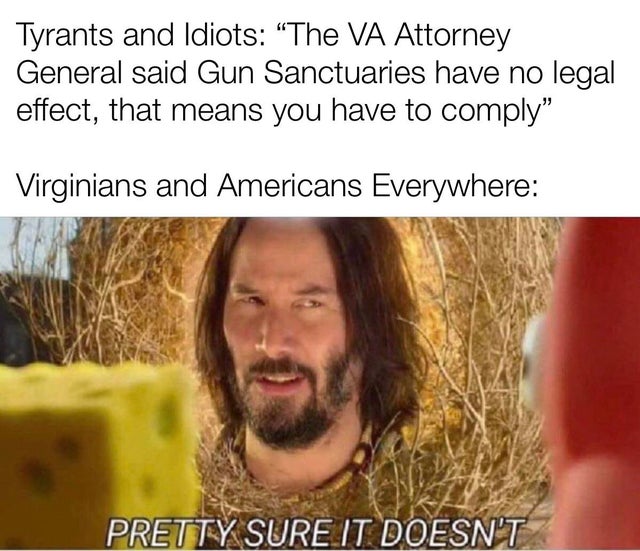 Tyrants and Idiots: “The VA Attorney
General said Gun Sanctuaries have no legal
effect, that means you have to comply”
Virginians and Americans Everywhere:
PRETTY SURE IT DOESN'T